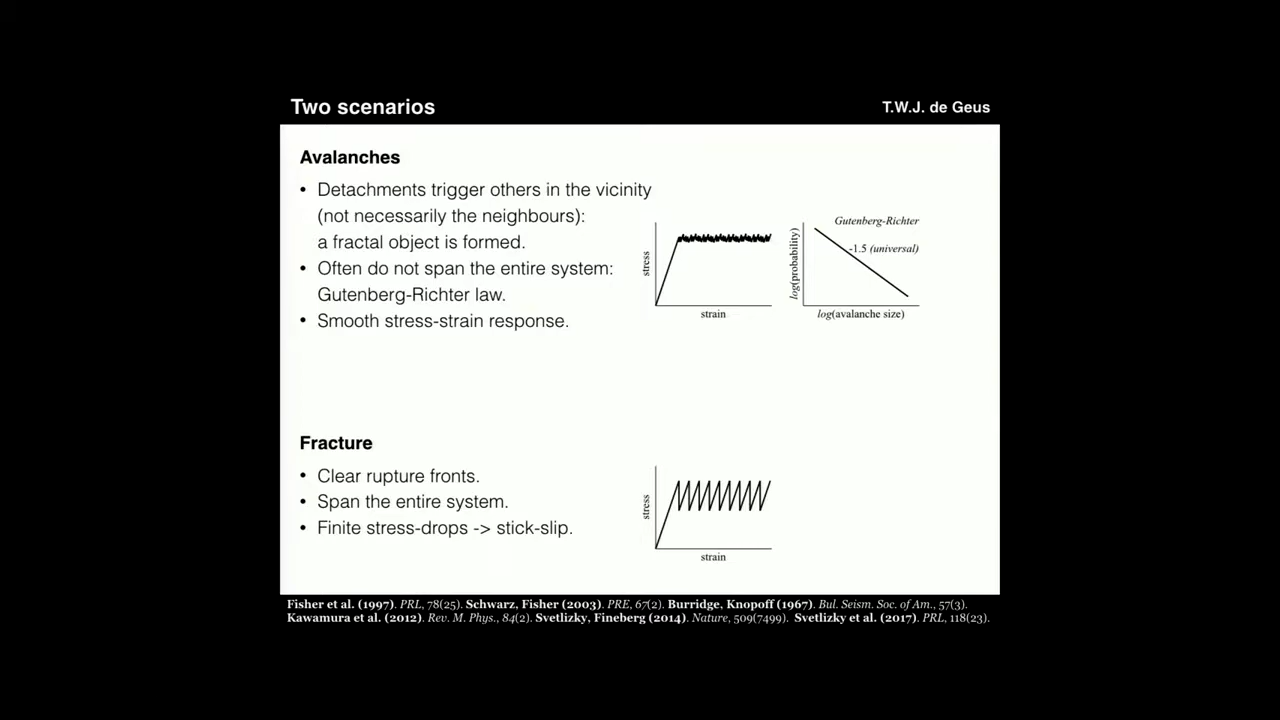 Two scenarios
T.W.J. de Geus
Avalanches
• Detachments trigger others in the vicinity
(not necessarily the neighbours):
a fractal object is formed.
• Often do not span the entire system:
Gutenberg-Richter law.
• Smooth stress-strain response.
stress
strain
log(probability)
Gutenberg-Richter
-1.5 (universal)
log(avalanche size)
Fracture
• Clear rupture fronts.
• Span the entire system.
• Finite stress-drops -> stick-slip.
stress
strain
Fisher et al. (1997). PRL, 78(25). Schwarz, Fisher (2003). PRE, 67(2). Burridge, Knopoff (1967). Bul. Seism. Soc. of Am., 57(3).
Kawamura et al. (2012). Rev. M. Phys., 84(2). Svetlizky, Fineberg (2014). Nature, 509(7499). Svetlizky et al. (2017). PRL, 118(23).